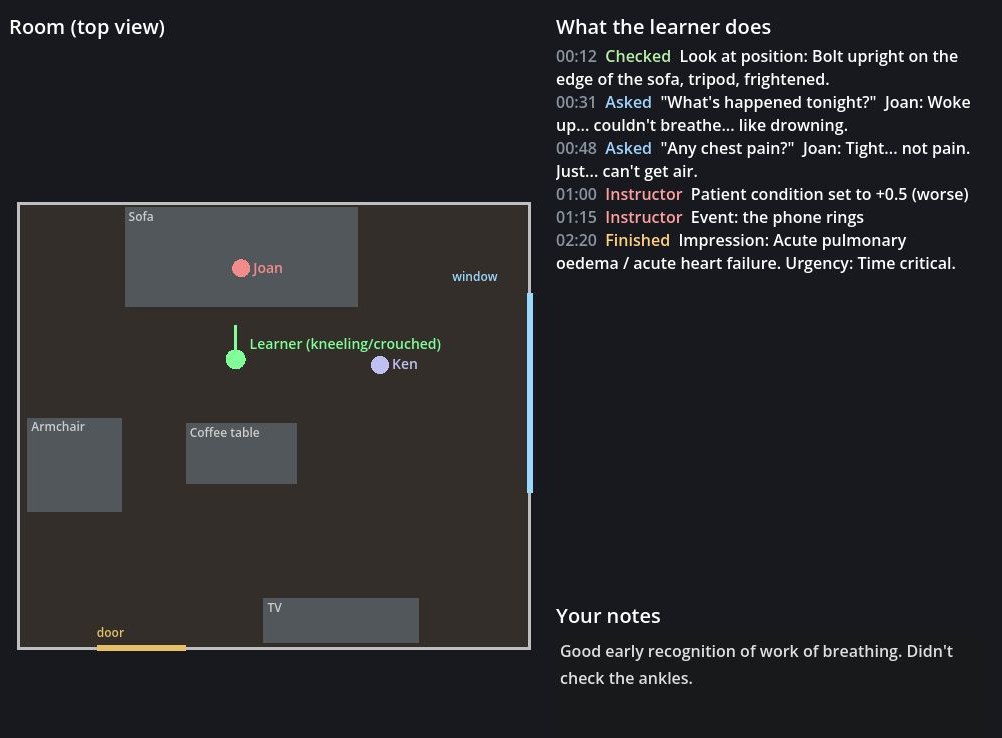 Room (top view)
Sofa
Joan
window
Learner (kneeling/crouched)
Ken
Armchair
Coffee table
TV
door
What the learner does
00:12 Checked Look at position: Bolt upright on the
edge of the sofa, tripod, frightened.
00:31 Asked "What's happened tonight?" Joan: Woke
up... couldn't breathe... like drowning.
00:48 Asked "Any chest pain?" Joan: Tight... not pain.
Just... can't get air.
01:00 Instructor Patient condition set to +0.5 (worse)
01:15 Instructor Event: the phone rings
02:20 Finished Impression: Acute pulmonary
oedema / acute heart failure. Urgency: Time critical.
Your notes
Good early recognition of work of breathing. Didn't
check the ankles.